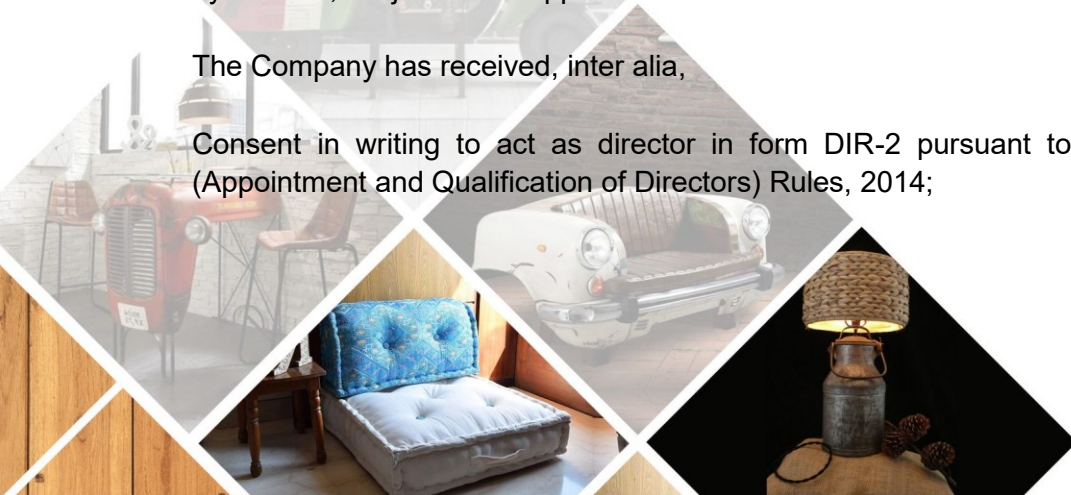 The Company has received, inter alia,
Consent in writing to act as director in form DIR-2 pursuant to
(Appointment and Qualification of Directors) Rules, 2014;